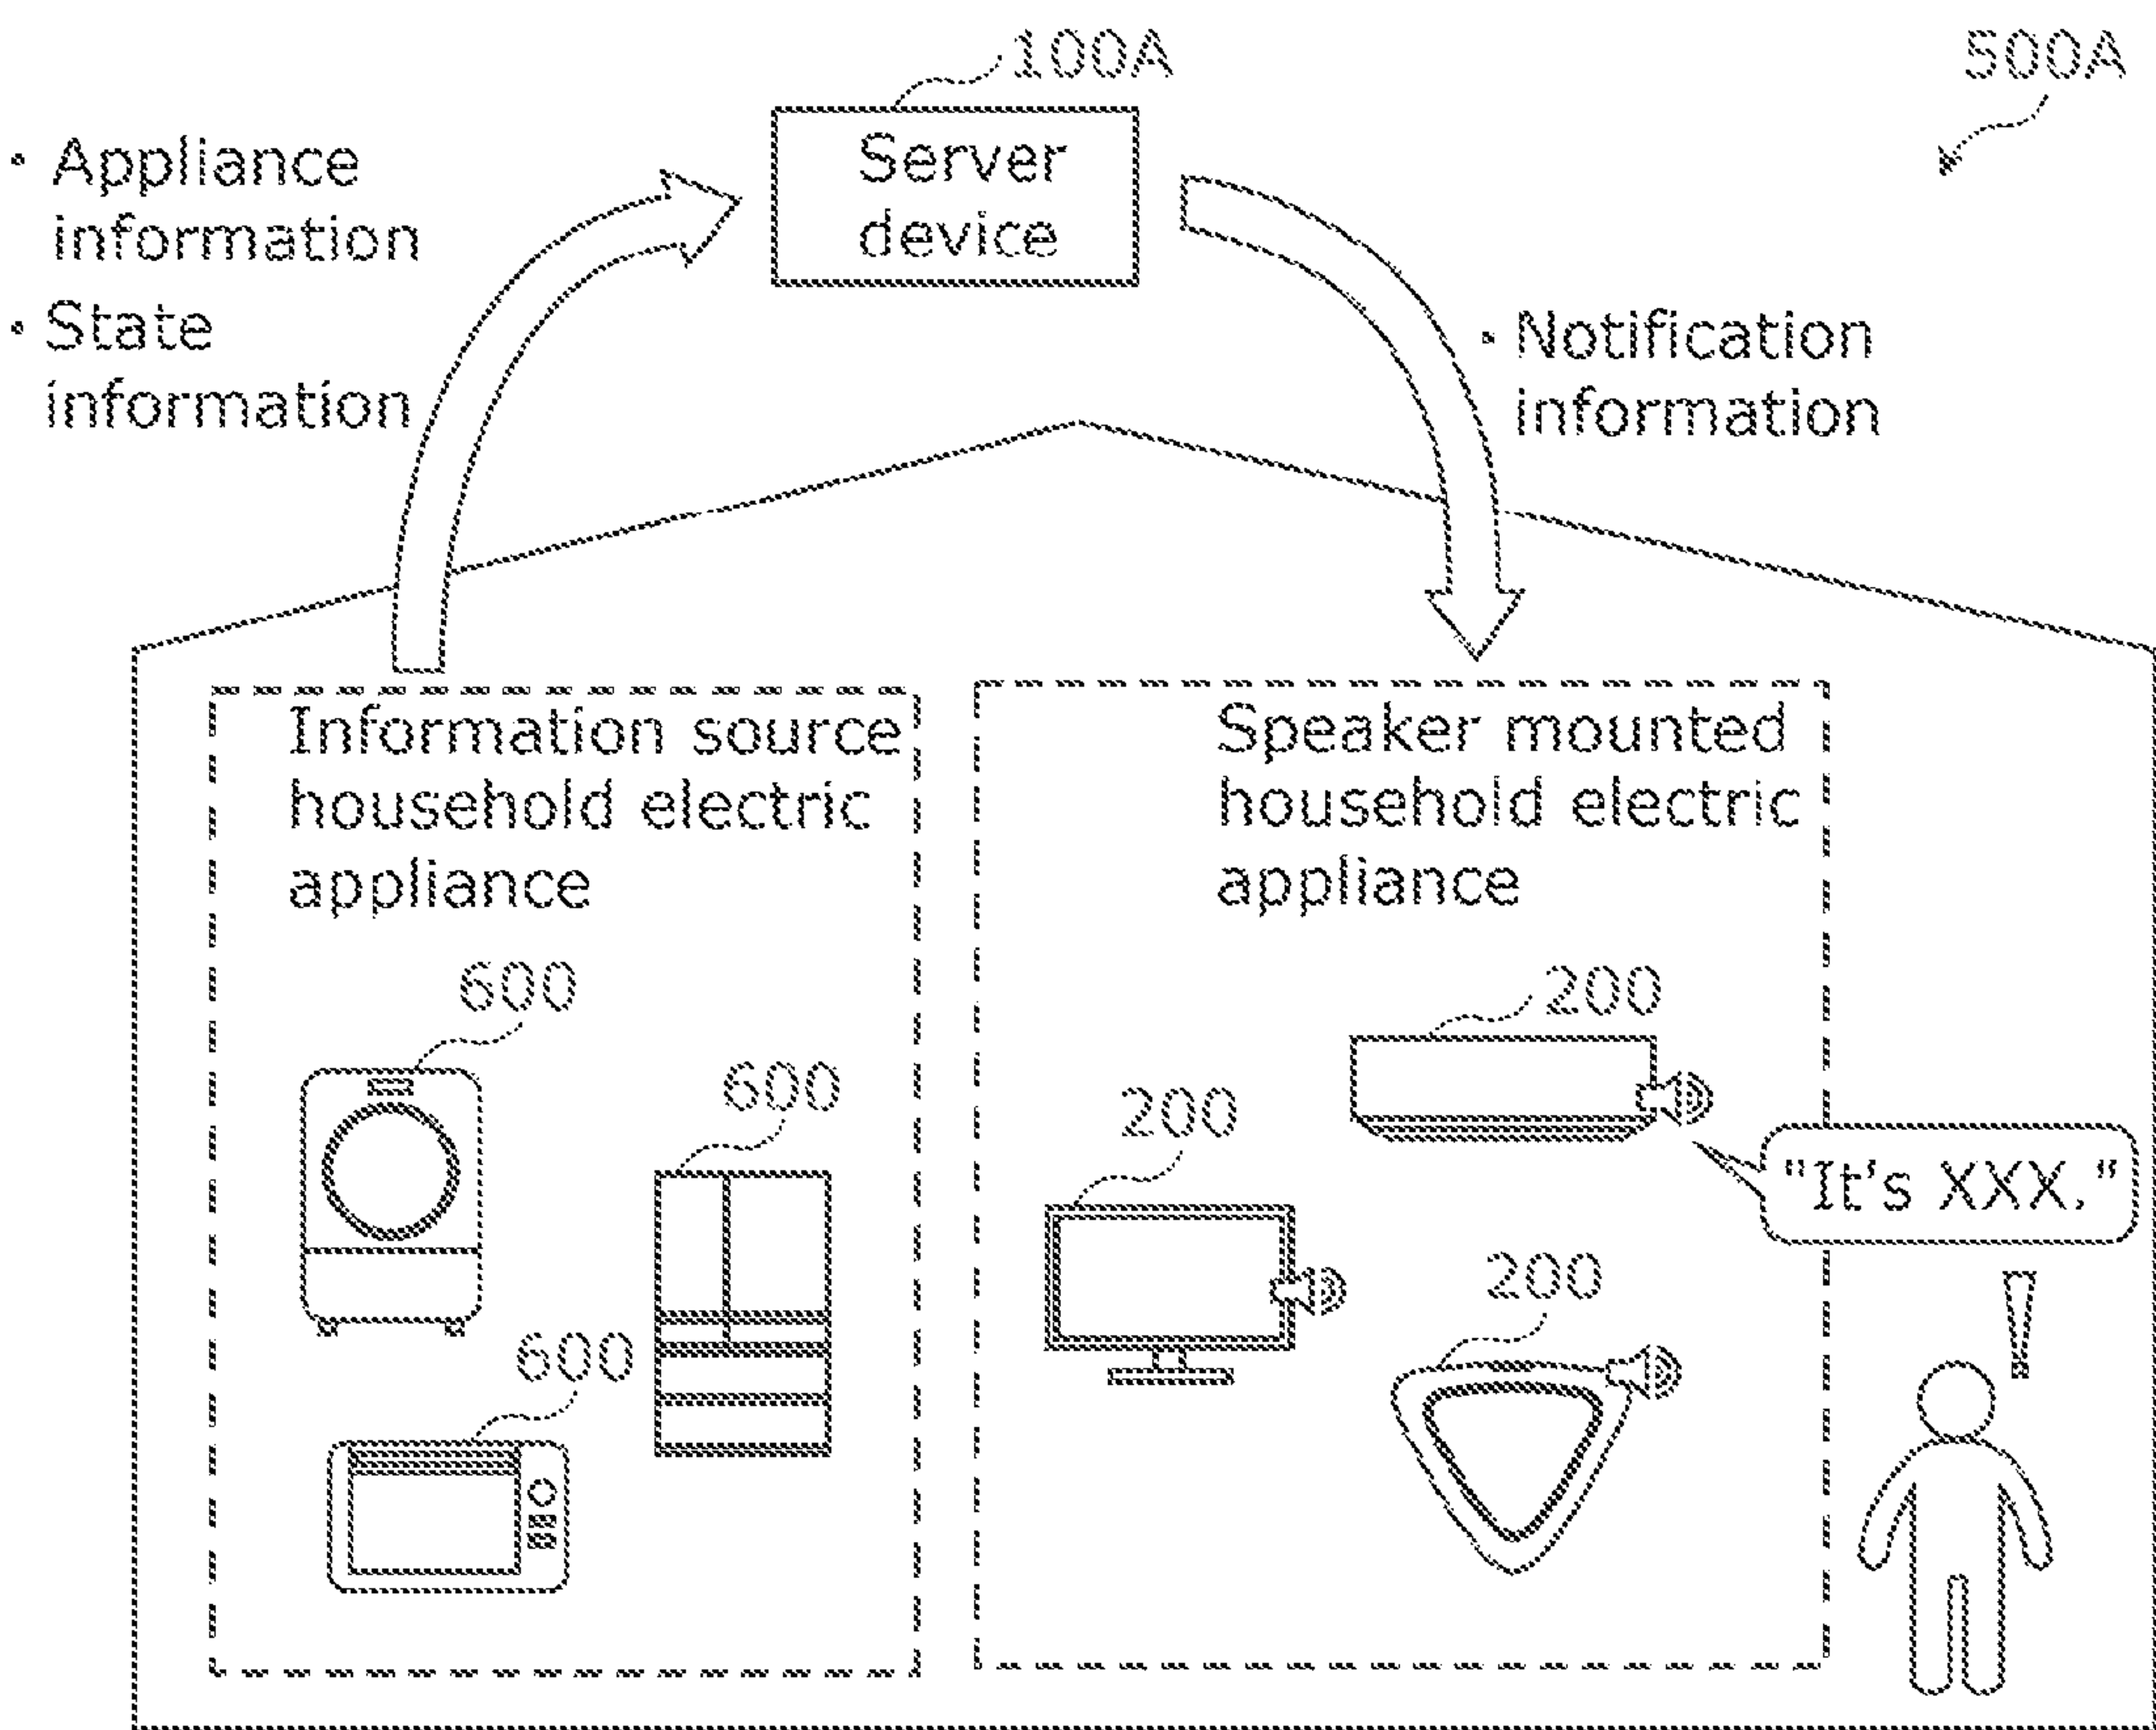 100A
500A
Server
device
· Appliance
information
· State
information
· Notification
information
Information source
household electric
appliance
Speaker mounted
household electric
appliance
600
600
600
200
200
200
"It's XXX."
!